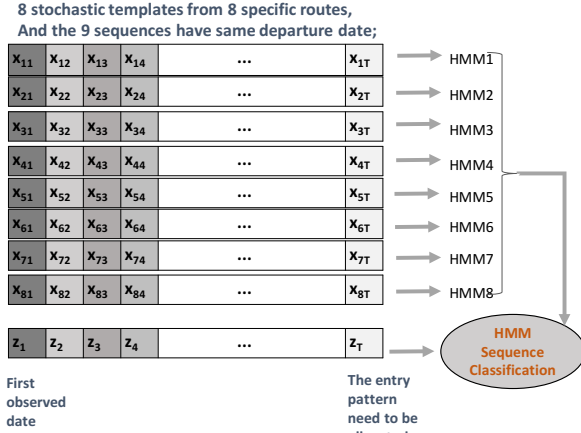 8 stochastic templates from 8 specific routes,
And the 9 sequences have same departure date;
x11 x12 x13 x14 ... x1T HMM1
x21 x22 x23 x24 ... x2T HMM2
x31 x32 x33 x34 ... x3T HMM3
x41 x42 x43 x44 ... x4T HMM4
x51 x52 x53 x54 ... x5T HMM5
x61 x62 x63 x64 ... x6T HMM6
x71 x72 x73 x74 ... x7T HMM7
x81 x82 x83 x84 ... x8T HMM8
z1 z2 z3 z4 ... zT
HMM
Sequence
Classification
First
observed
date
The entry
pattern
need to be